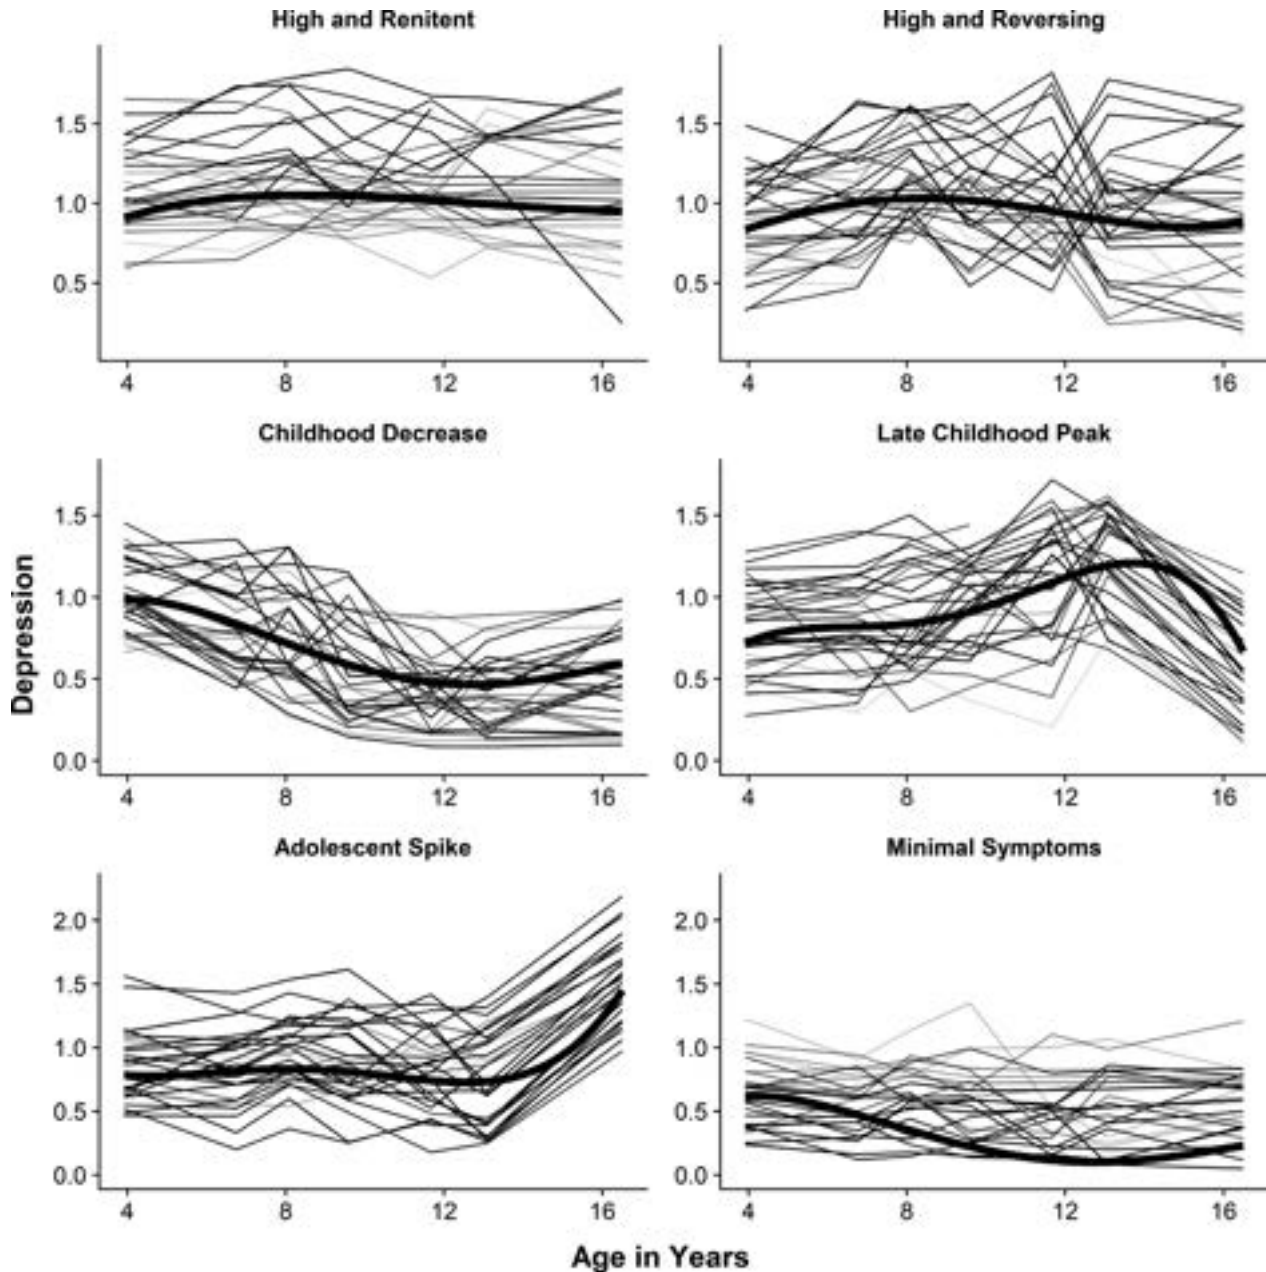 High and Renitent
High and Reversing
1.5
1.0
0.5
4 8 12 16
1.5
1.0
0.5
4 8 12 16
Childhood Decrease
Late Childhood Peak
Depression
1.5
1.0
0.5
0.0
4 8 12 16
1.5
1.0
0.5
0.0
4 8 12 16
Adolescent Spike
Minimal Symptoms
2.0
1.5
1.0
0.5
0.0
4 8 12 16
2.0
1.5
1.0
0.5
0.0
4 8 12 16
Age in Years